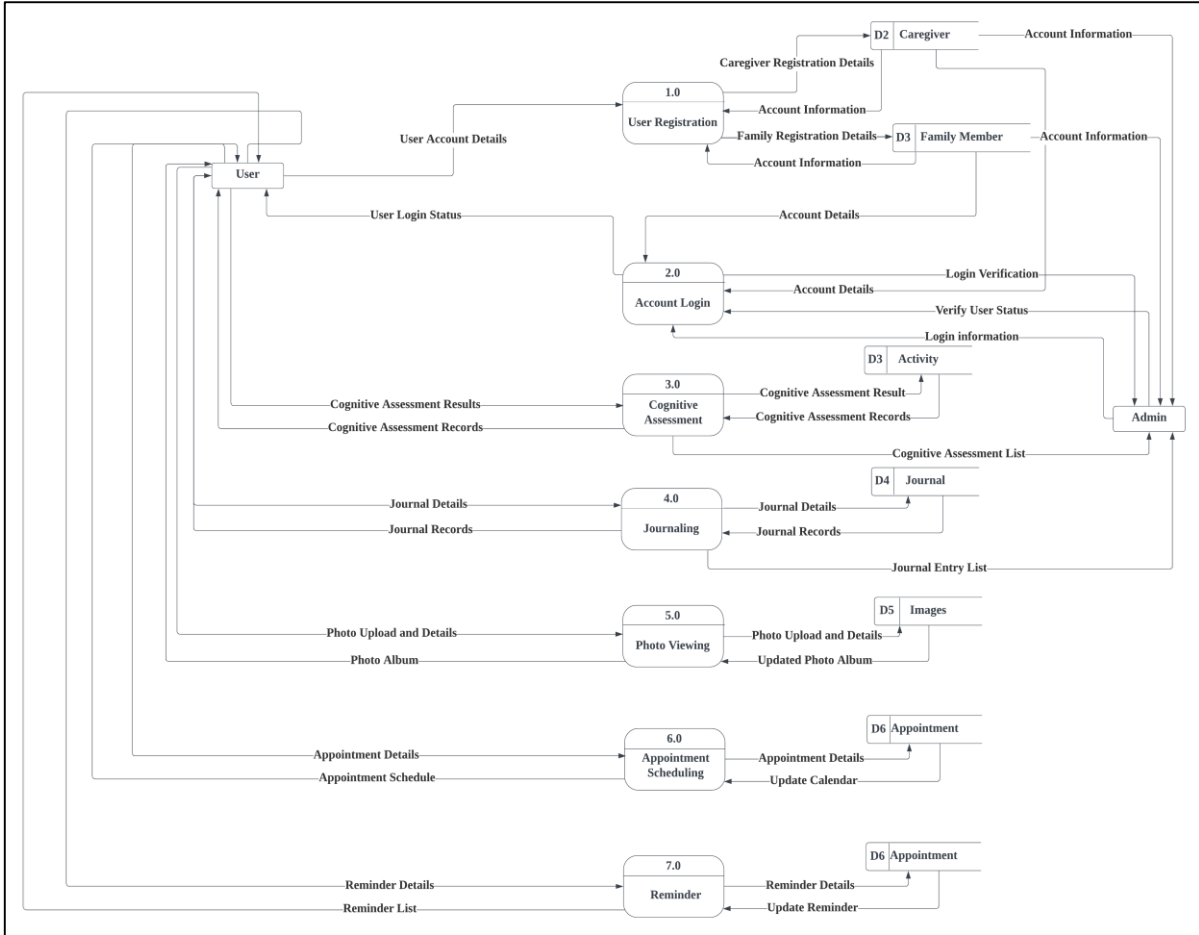 D2 Caregiver
Account Information
Caregiver Registration Details
1.0
User Registration
Account Information
User Account Details
Family Registration Details
D3 Family Member
Account Information
Account Information
User
User Login Status
Account Details
2.0
Account Login
Login Verification
Account Details
Verify User Status
Login information
D3 Activity
3.0
Cognitive
Assessment
Cognitive Assessment Result
Cognitive Assessment Results
Cognitive Assessment Records
Cognitive Assessment Records
Admin
Cognitive Assessment List
D4 Journal
4.0
Journaling
Journal Details
Journal Details
Journal Records
Journal Records
Journal Entry List
D5 Images
5.0
Photo Viewing
Photo Upload and Details
Photo Upload and Details
Photo Album
Updated Photo Album
D6 Appointment
6.0
Appointment
Scheduling
Appointment Details
Appointment Details
Appointment Schedule
Update Calendar
D6 Appointment
7.0
Reminder
Reminder Details
Reminder Details
Reminder List
Update Reminder